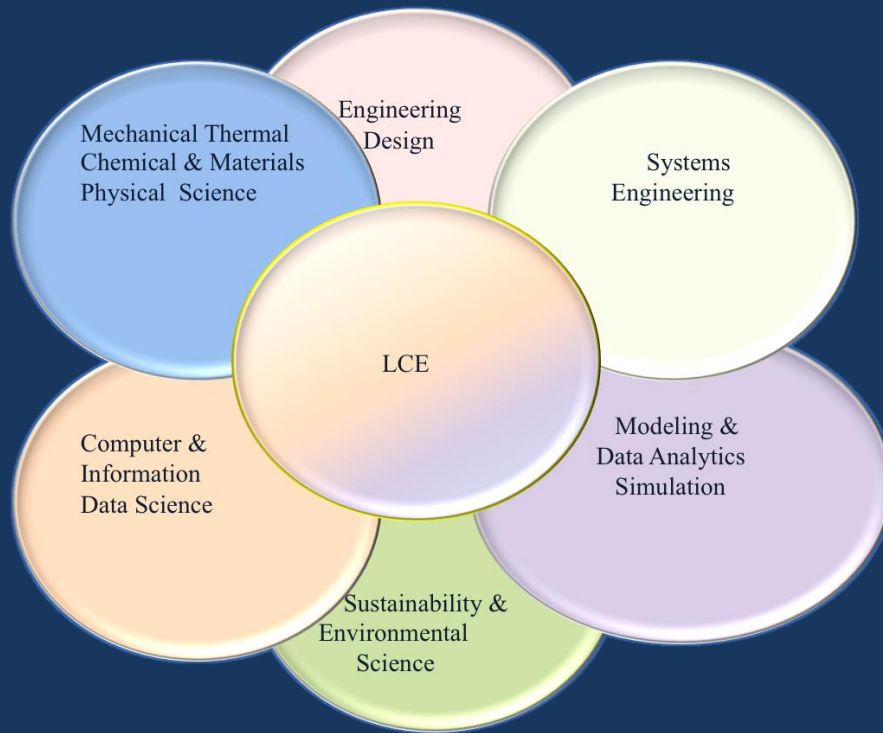 Engineering
Design
Mechanical Thermal
Chemical & Materials
Physical Science
Systems
Engineering
LCE
Computer &
Information
Data Science
Modeling &
Data Analytics
Simulation
Sustainability &
Environmental
Science